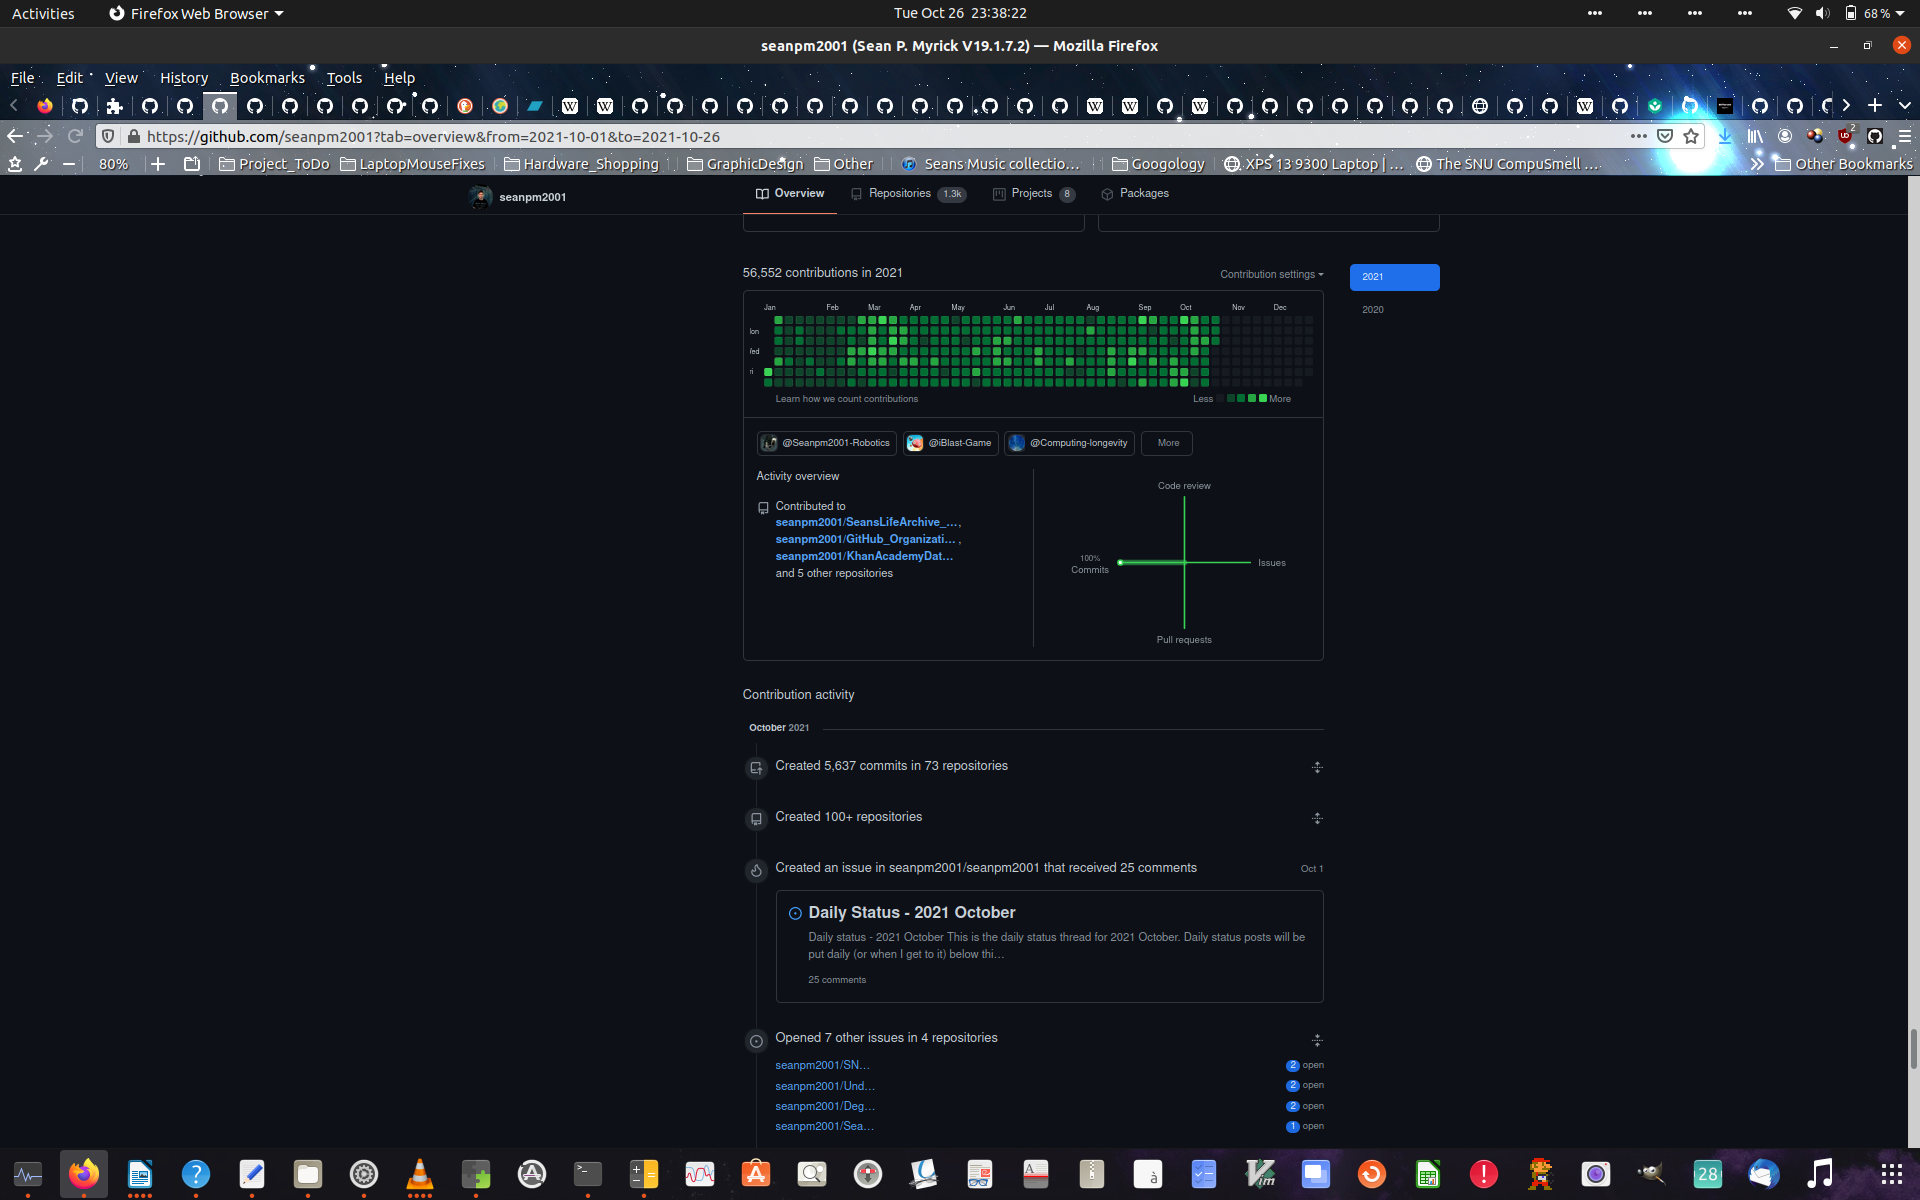 Activities
Firefox Web Browser
Tue Oct 26 23:38:22
68 %
seanpm2001 (Sean P. Myrick V19.1.7.2) — Mozilla Firefox
File Edit View History Bookmarks Tools Help
https://github.com/seanpm2001?tab=overview&from=2021-10-01&to=2021-10-26
2
80%
Project_ToDo
LaptopMouseFixes
Hardware_Shopping
GraphicDesign
Other
Seans Music collectio…
Googology
XPS 13 9300 Laptop | …
The SNU CompuSmell …
Other Bookmarks
seanpm2001
Overview
Repositories 1.3k
Projects 8
Packages
56,552 contributions in 2021
Contribution settings
2021
2020
Jan Feb Mar Apr May Jun Jul Aug Sep Oct Nov Dec
Learn how we count contributions
Less More
@Seanpm2001-Robotics
@iBlast-Game
@Computing-longevity
More
Activity overview
Contributed to
seanpm2001/SeansLifeArchive_…,
seanpm2001/GitHub_Organizati… ,
seanpm2001/KhanAcademyDat…
and 5 other repositories
Code review
100%
Commits
Issues
Pull requests
Contribution activity
October 2021
Created 5,637 commits in 73 repositories
Created 100+ repositories
Created an issue in seanpm2001/seanpm2001 that received 25 comments
Oct 1
Daily Status - 2021 October
Daily status - 2021 October This is the daily status thread for 2021 October. Daily status posts will be
put daily (or when I get to it) below thi…
25 comments
Opened 7 other issues in 4 repositories
seanpm2001/SN… 2 open
seanpm2001/Und… 2 open
seanpm2001/Deg… 2 open
seanpm2001/Sea… 1 open
28